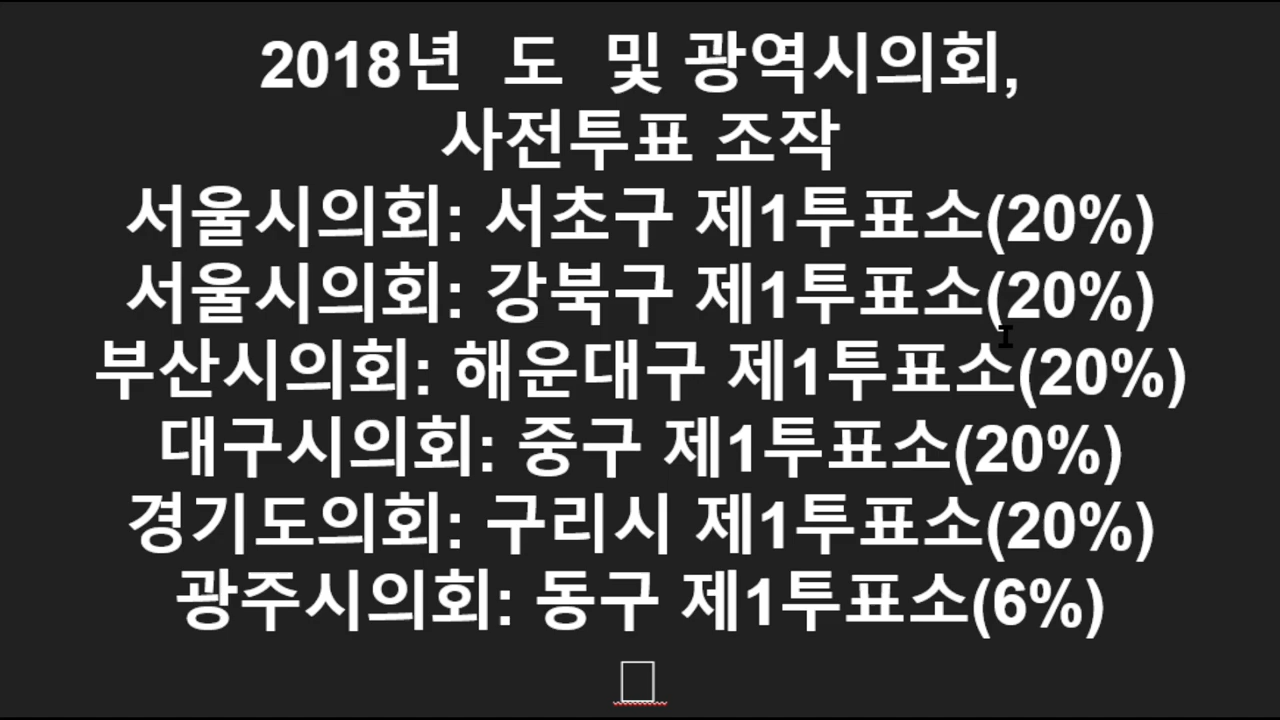 2018년 도 및 광역시의회,
사전투표 조작
서울시의회: 서초구 제1투표소(20%)
서울시의회: 강북구 제1투표소(20%)
부산시의회: 해운대구 제1투표소(20%)
대구시의회: 중구 제1투표소(20%)
경기도의회: 구리시 제1투표소(20%)
광주시의회: 동구 제1투표소(6%)